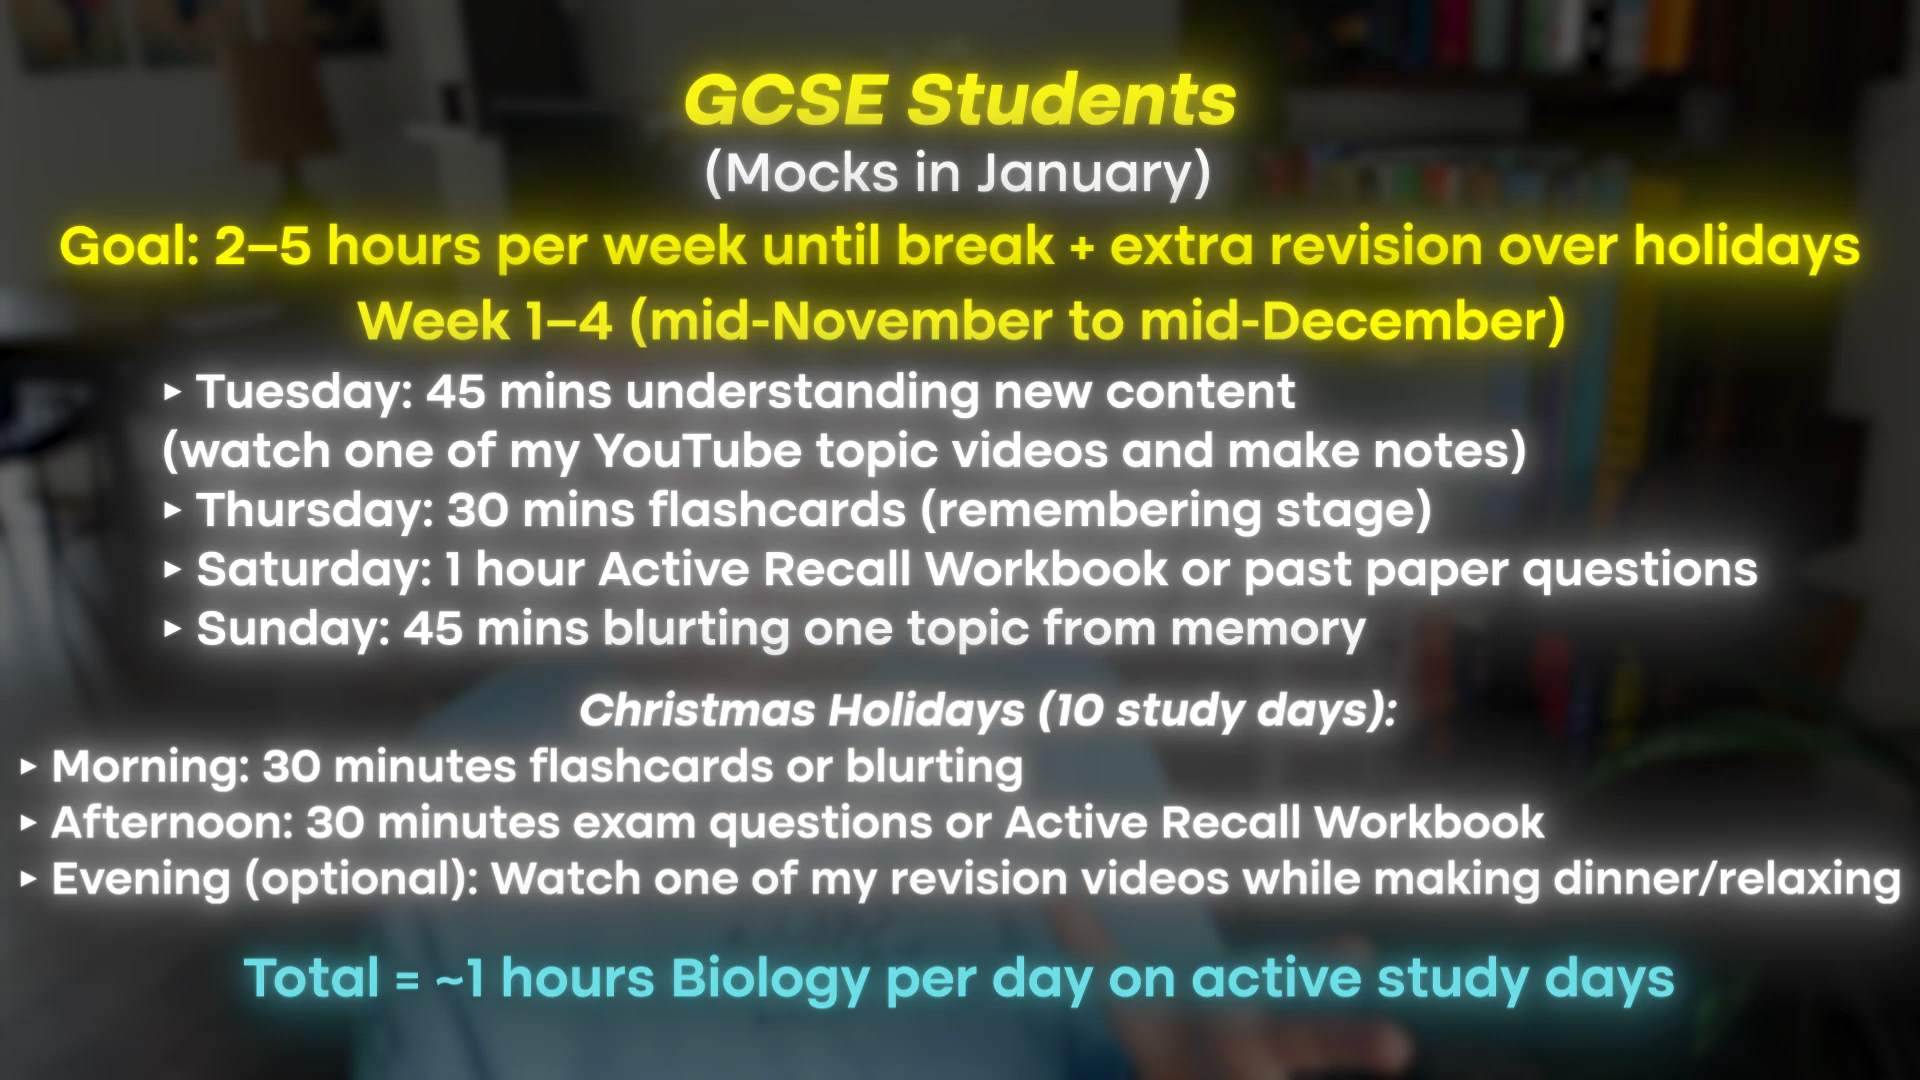 GCSE Students
(Mocks in January)
Goal: 2–5 hours per week until break + extra revision over holidays
Week 1–4 (mid-November to mid-December)
▸ Tuesday: 45 mins understanding new content
(watch one of my YouTube topic videos and make notes)
▸ Thursday: 30 mins flashcards (remembering stage)
▸ Saturday: 1 hour Active Recall Workbook or past paper questions
▸ Sunday: 45 mins blurting one topic from memory
Christmas Holidays (10 study days):
▸ Morning: 30 minutes flashcards or blurting
▸ Afternoon: 30 minutes exam questions or Active Recall Workbook
▸ Evening (optional): Watch one of my revision videos while making dinner/relaxing
Total = ~1 hours Biology per day on active study days